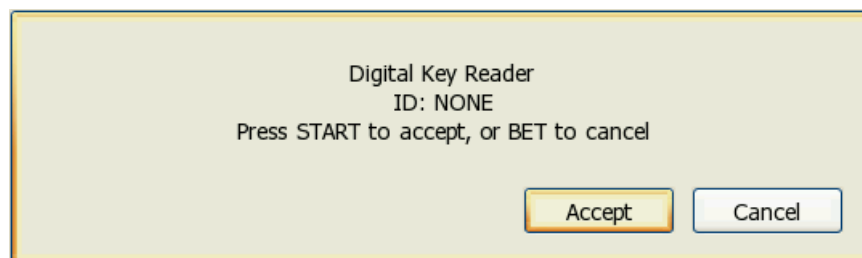 Digital Key Reader
ID: NONE
Press START to accept, or BET to cancel
Accept
Cancel